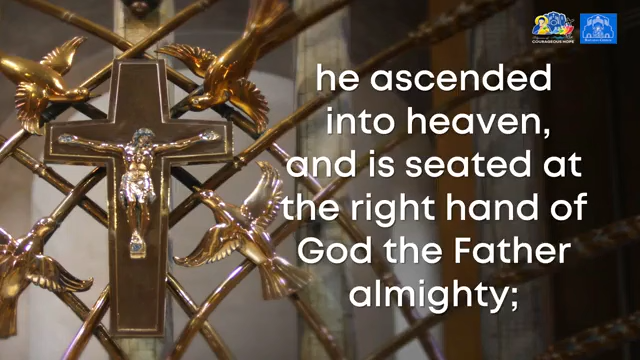 COURAGEOUS HOPE
he ascended
into heaven,
and is seated at
the right hand of
God the Father
almighty;